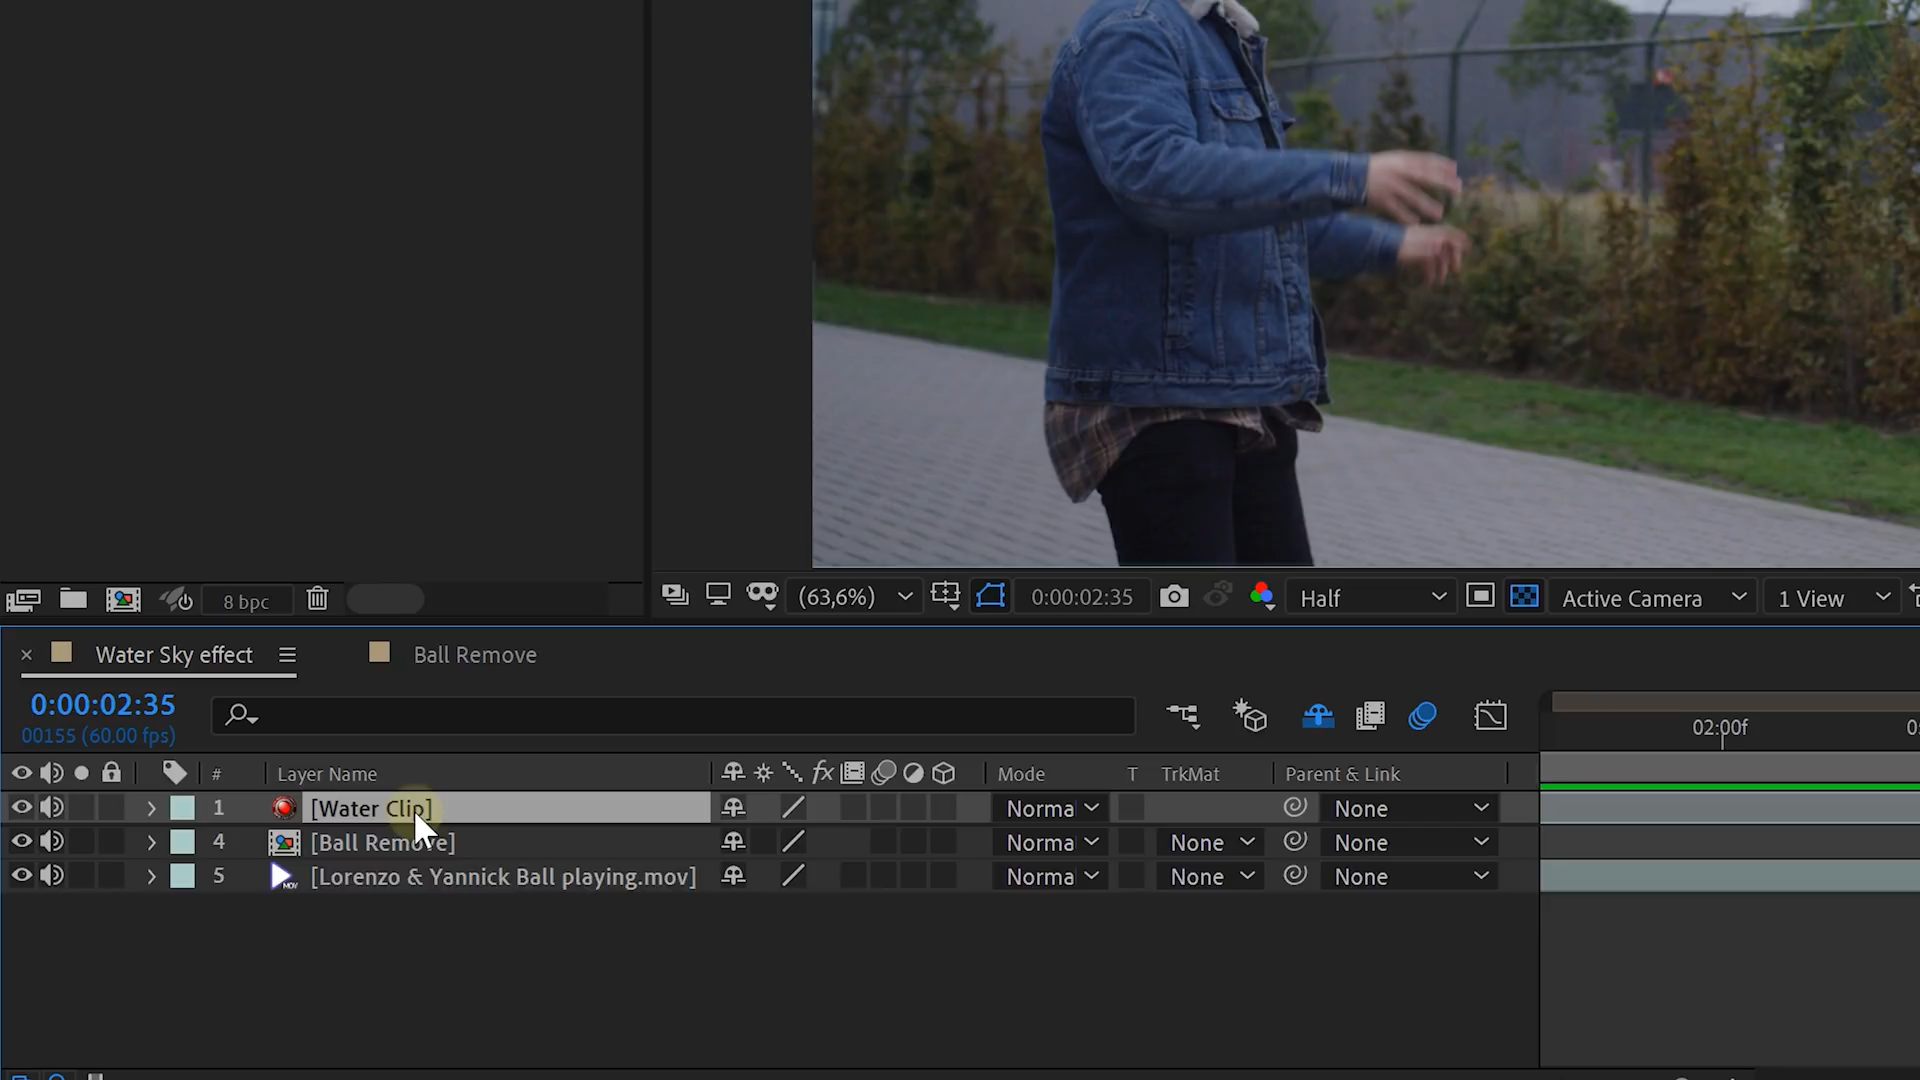 8 bpc
(63,6%)
0:00:02:35
Half
Active Camera
1 View
× Water Sky effect
Ball Remove
0:00:02:35
00155 (60.00 fps)
02:00f
# Layer Name fx Mode T TrkMat Parent & Link
1 [Water Clip] Norma None
4 [Ball Remove] Norma None None
5 MOV [Lorenzo & Yannick Ball playing.mov] Norma None None